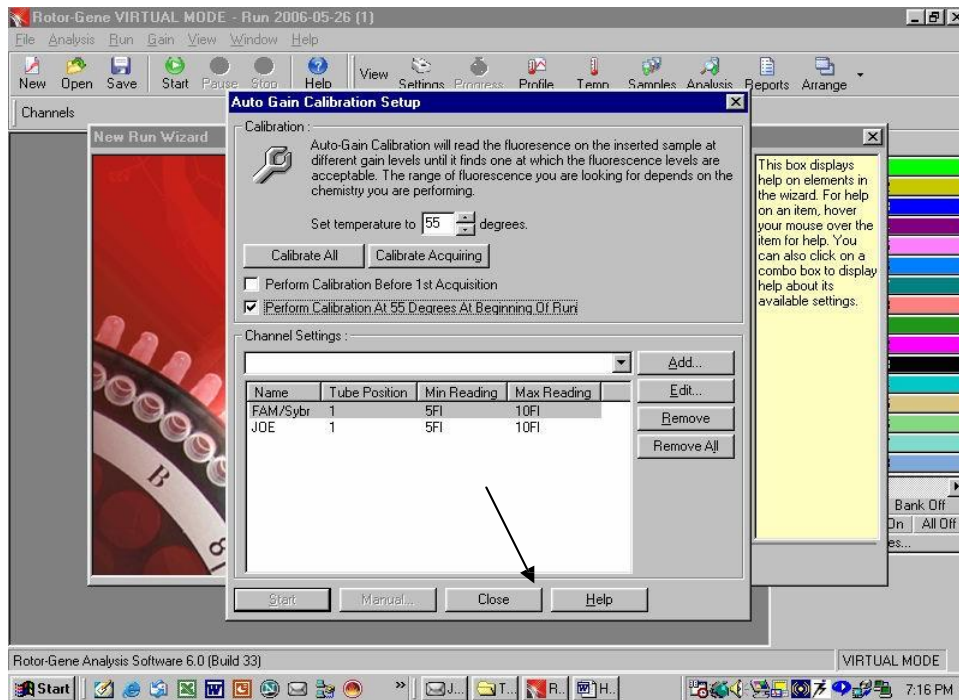 Rotor-Gene VIRTUAL MODE - Run 2006-05-26 (1)
File Analysis Run Gain View Window Help
New Open Save Start Pause Stop Help View Settings Progress Profile Temp Samples Analysis Reports Arrange
Channels
New Run Wizard
Auto Gain Calibration Setup
Calibration :
Auto-Gain Calibration will read the fluoresence on the inserted sample at
different gain levels until it finds one at which the fluorescence levels are
acceptable. The range of fluorescence you are looking for depends on the
chemistry you are performing.
Set temperature to 55 degrees.
Calibrate All Calibrate Acquiring
Perform Calibration Before 1st Acquisition
Perform Calibration At 55 Degrees At Beginning Of Run
Channel Settings :
Add...
Edit...
Remove
Remove All
Name Tube Position Min Reading Max Reading
FAM/Sybr 1 5Fl 10Fl
JOE 1 5Fl 10Fl
Start Manual... Close Help
This box displays
help on elements in
the wizard. For help
on an item, hover
your mouse over the
item for help. You
can also click on a
combo box to display
help about its
available settings.
Bank Off
On All Off
es...
B
Rotor-Gene Analysis Software 6.0 (Build 33) VIRTUAL MODE
Start » J... T... R.. H.. 7:16 PM